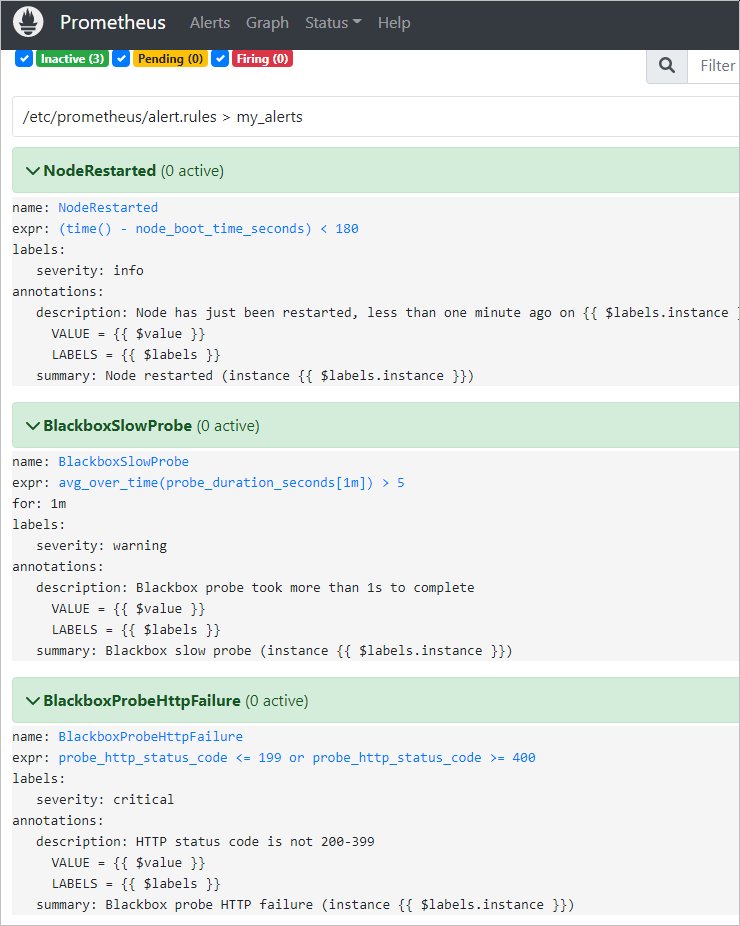 Prometheus Alerts Graph Status Help
Inactive (3) Pending (0) Firing (0) Filter
/etc/prometheus/alert.rules > my_alerts
NodeRestarted (0 active)
name: NodeRestarted
expr: (time() - node_boot_time_seconds) < 180
labels:
severity: info
annotations:
description: Node has just been restarted, less than one minute ago on {{ $labels.instance
VALUE = {{ $value }}
LABELS = {{ $labels }}
summary: Node restarted (instance {{ $labels.instance }})
BlackboxSlowProbe (0 active)
name: BlackboxSlowProbe
expr: avg_over_time(probe_duration_seconds[1m]) > 5
for: 1m
labels:
severity: warning
annotations:
description: Blackbox probe took more than 1s to complete
VALUE = {{ $value }}
LABELS = {{ $labels }}
summary: Blackbox slow probe (instance {{ $labels.instance }})
BlackboxProbeHttpFailure (0 active)
name: BlackboxProbeHttpFailure
expr: probe_http_status_code <= 199 or probe_http_status_code >= 400
labels:
severity: critical
annotations:
description: HTTP status code is not 200-399
VALUE = {{ $value }}
LABELS = {{ $labels }}
summary: Blackbox probe HTTP failure (instance {{ $labels.instance }})